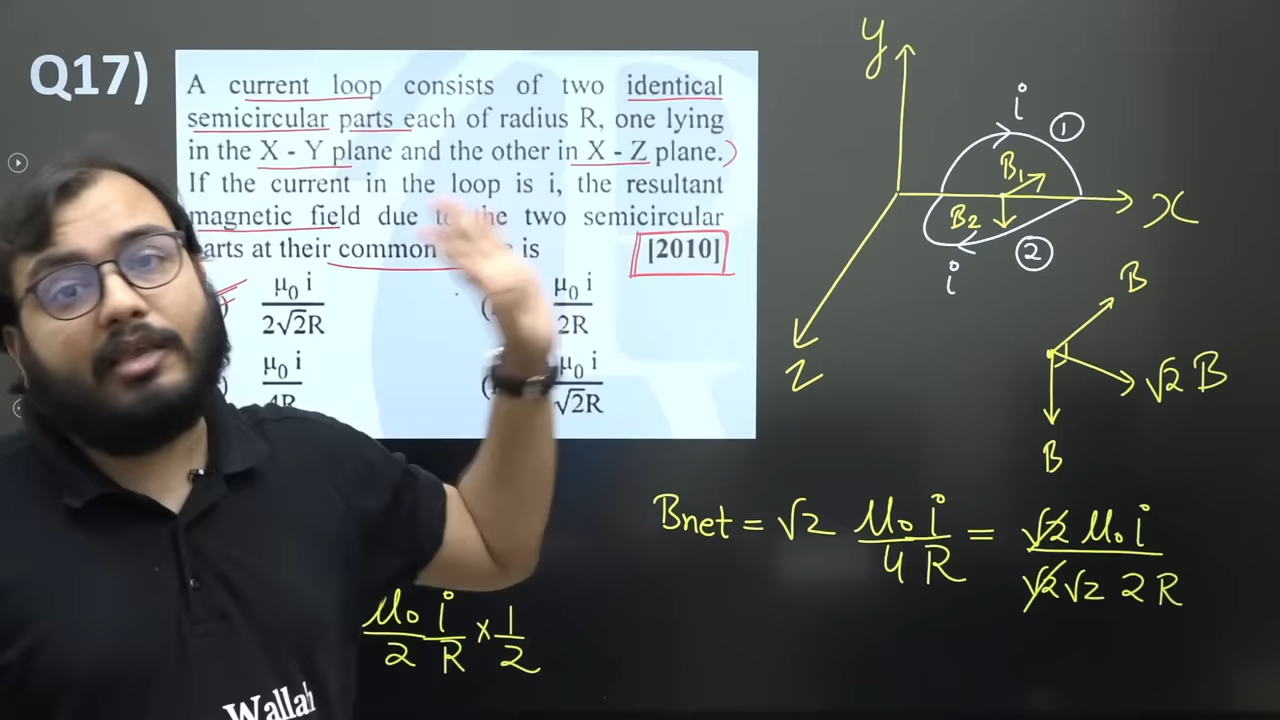 Q17)
A current loop consists of two identical
semicircular parts each of radius R, one lying
in the X - Y plane and the other in X - Z plane.
If the current in the loop is i, the resultant
magnetic field due the two semicircular
arts at their common is [2010]
μ₀ i / 2√2R
μ₀ i / 2R
μ₀ i / 4R
μ₀ i / √2R
y
x
z
i
1
B₁
B₂
2
i
B
√2 B
B
Bnet = √2 μ₀ i / 4 R = √2 μ₀ i / √2 √2 2 R
μ₀ i / 2 R × 1 / 2
Wallah